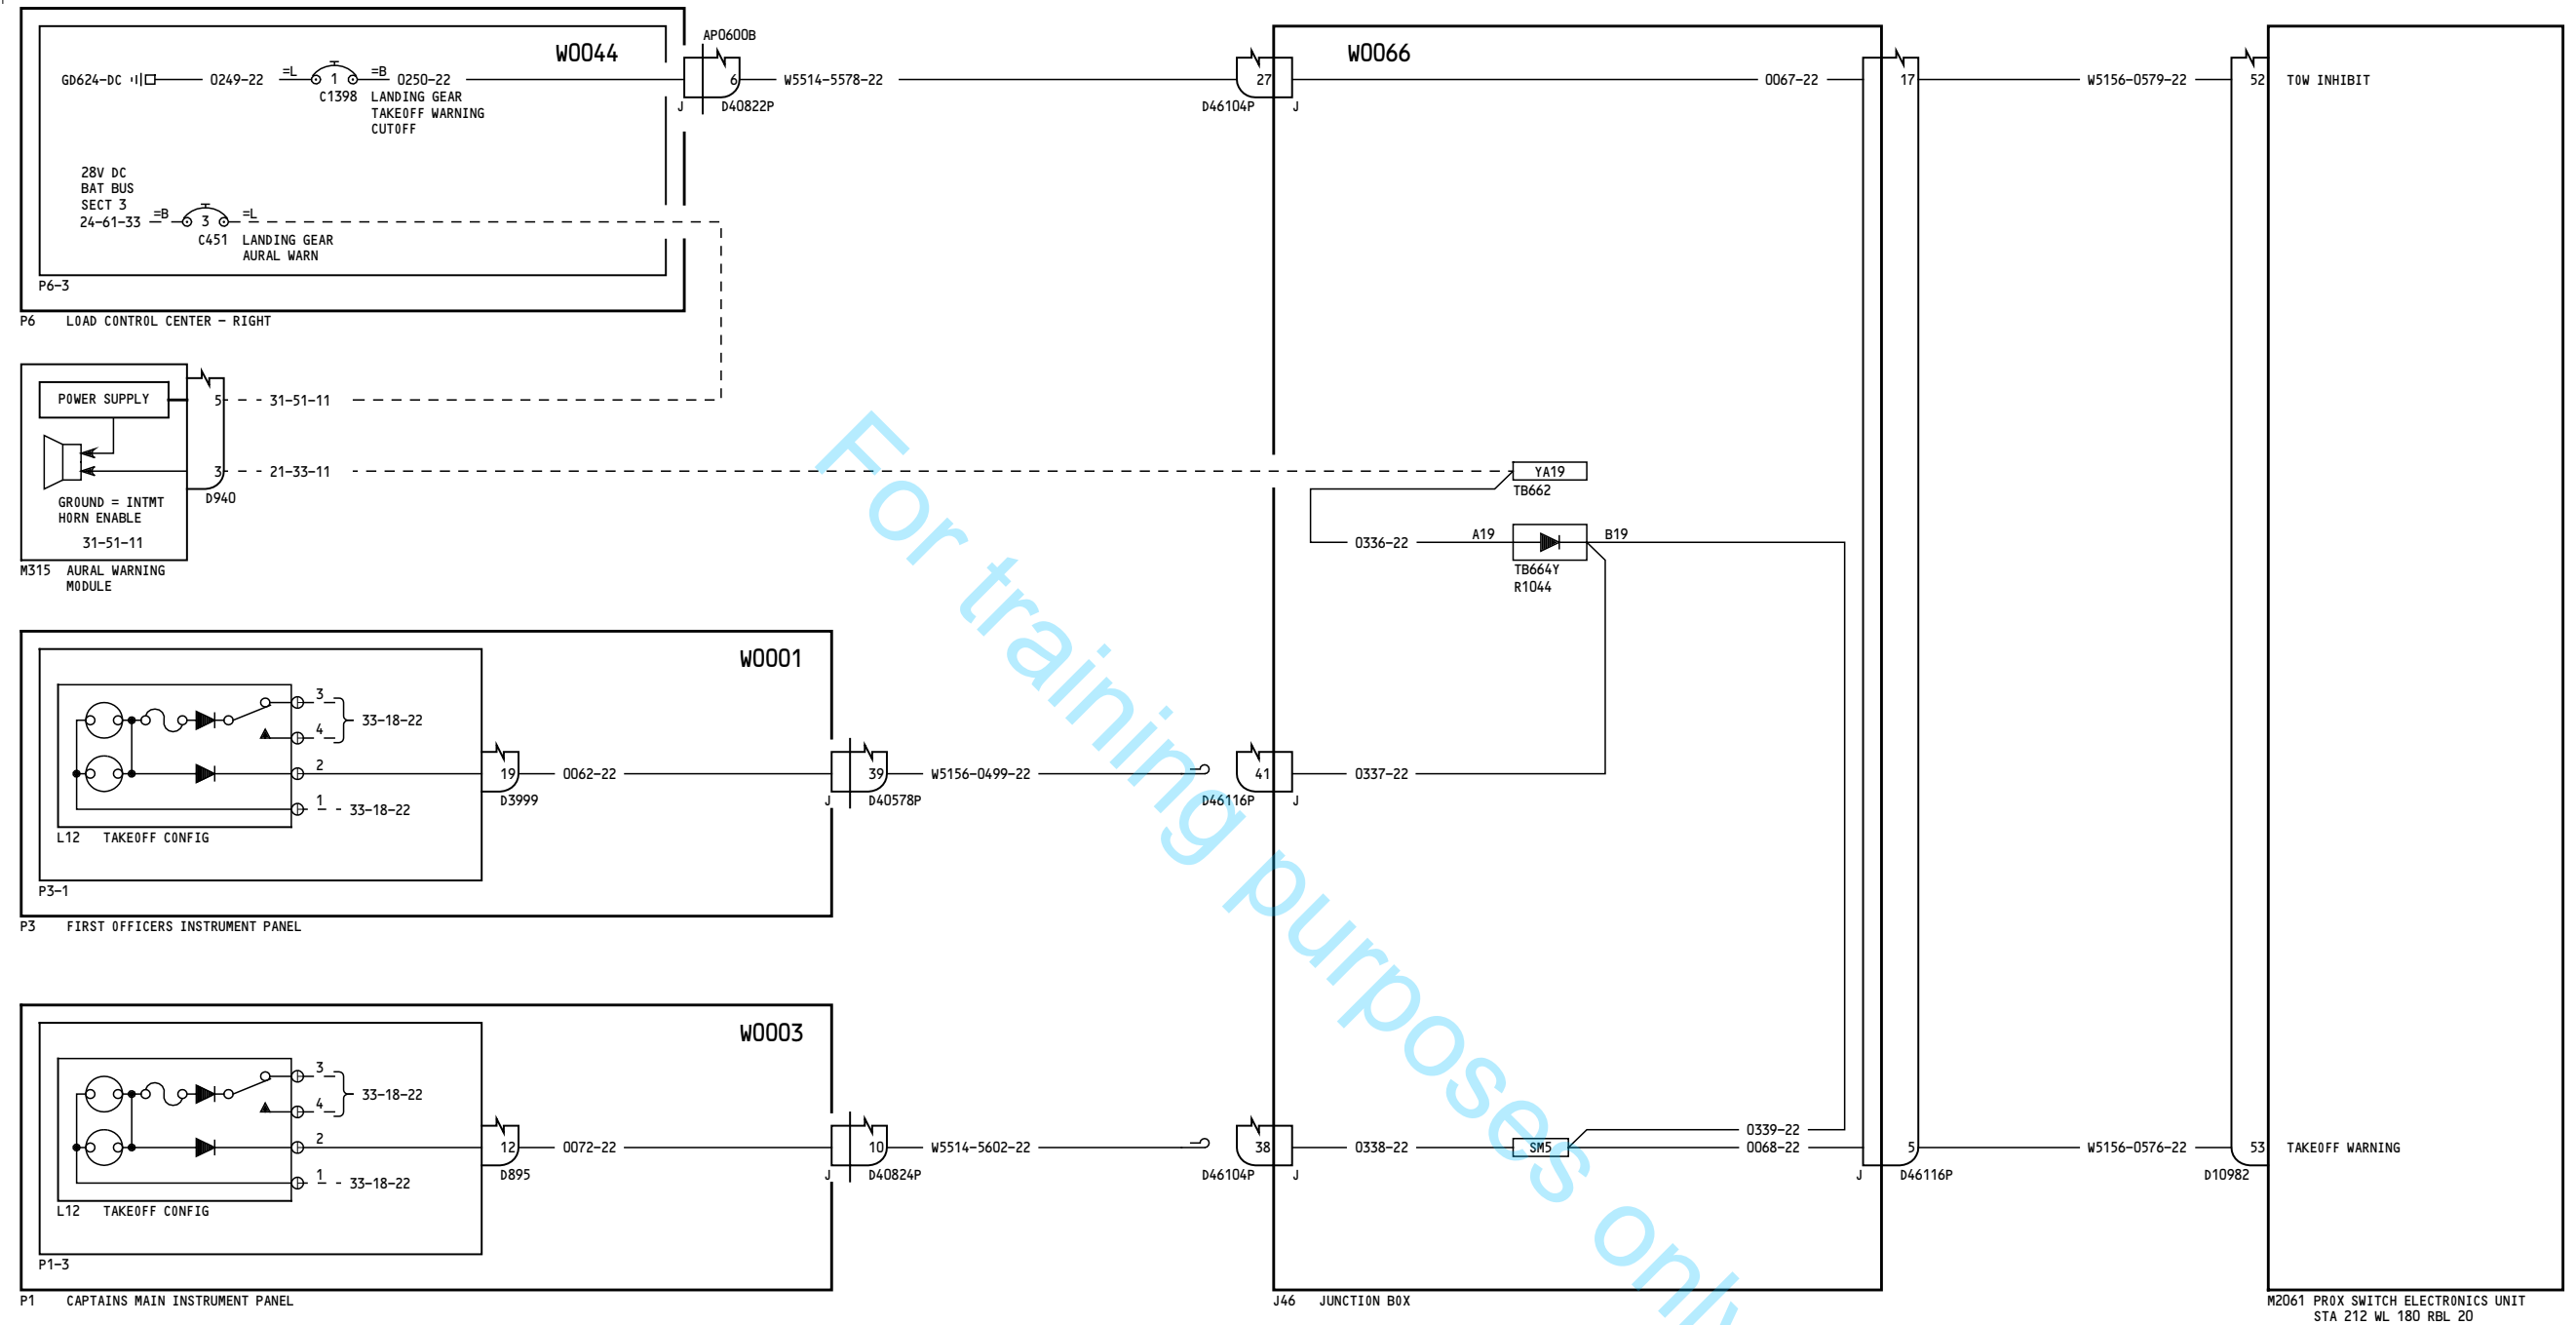 W0044
AP0600B
GD624-DC
0249-22
=L
1
=B
0250-22
C1398
LANDING GEAR
TAKEOFF WARNING
CUTOFF
6
J
D40822P
W5514-5578-22
28V DC
BAT BUS
SECT 3
24-61-33
=B
3
=L
C451
LANDING GEAR
AURAL WARN
P6-3
P6 LOAD CONTROL CENTER - RIGHT
POWER SUPPLY
5
31-51-11
3
21-33-11
D940
GROUND = INTMT
HORN ENABLE
31-51-11
M315 AURAL WARNING
MODULE
W0001
3
4
33-18-22
2
1
33-18-22
L12 TAKEOFF CONFIG
19
D3999
0062-22
39
J
D40578P
W5156-0499-22
P3-1
P3 FIRST OFFICERS INSTRUMENT PANEL
W0003
3
4
33-18-22
2
1
33-18-22
L12 TAKEOFF CONFIG
12
D895
0072-22
10
J
D40824P
W5514-5602-22
P1-3
P1 CAPTAINS MAIN INSTRUMENT PANEL
W0066
27
D46104P
J
0067-22
17
W5156-0579-22
52
TOW INHIBIT
YA19
TB662
0336-22
A19
B19
TB664Y
R1044
41
D46116P
J
0337-22
38
D46104P
J
0338-22
SM5
0339-22
0068-22
5
J
D46116P
W5156-0576-22
53
D10982
TAKEOFF WARNING
J46 JUNCTION BOX
M2061 PROX SWITCH ELECTRONICS UNIT
STA 212 WL 180 RBL 20
For training purposes only